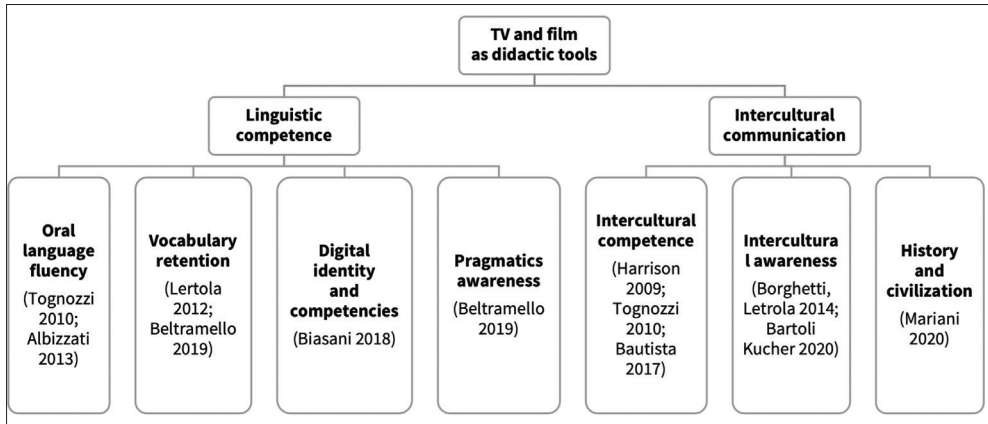 TV and film
as didactic tools
Linguistic
competence
Intercultural
communication
Oral
language
fluency
(Tognozzi
2010;
Albizzati
2013)
Vocabulary
retention
(Lertola
2012;
Beltramello
2019)
Digital
identity
and
competencies
(Biasani 2018)
Pragmatics
awareness
(Beltramello
2019)
Intercultural
competence
(Harrison
2009;
Tognozzi
2010;
Bautista
2017)
Intercultura
l awareness
(Borghetti,
Letrola 2014;
Bartoli
Kucher 2020)
History
and
civilization
(Mariani
2020)